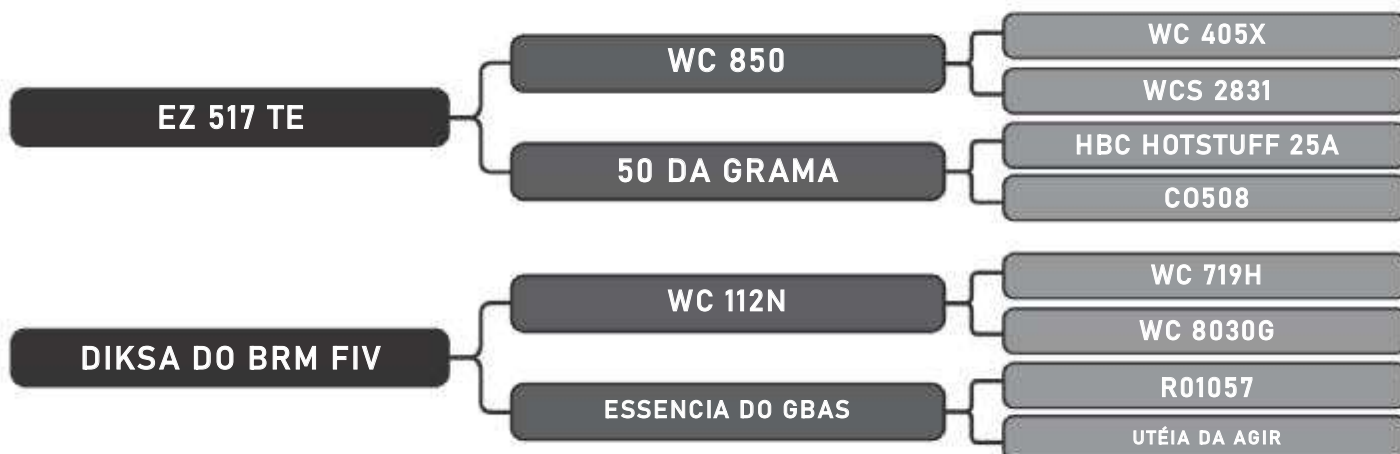 EZ 517 TE
WC 850
WC 405X
WCS 2831
50 DA GRAMA
HBC HOTSTUFF 25A
CO508
DIKSA DO BRM FIV
WC 112N
WC 719H
WC 8030G
ESSENCIA DO GBAS
R01057
UTÉIA DA AGIR